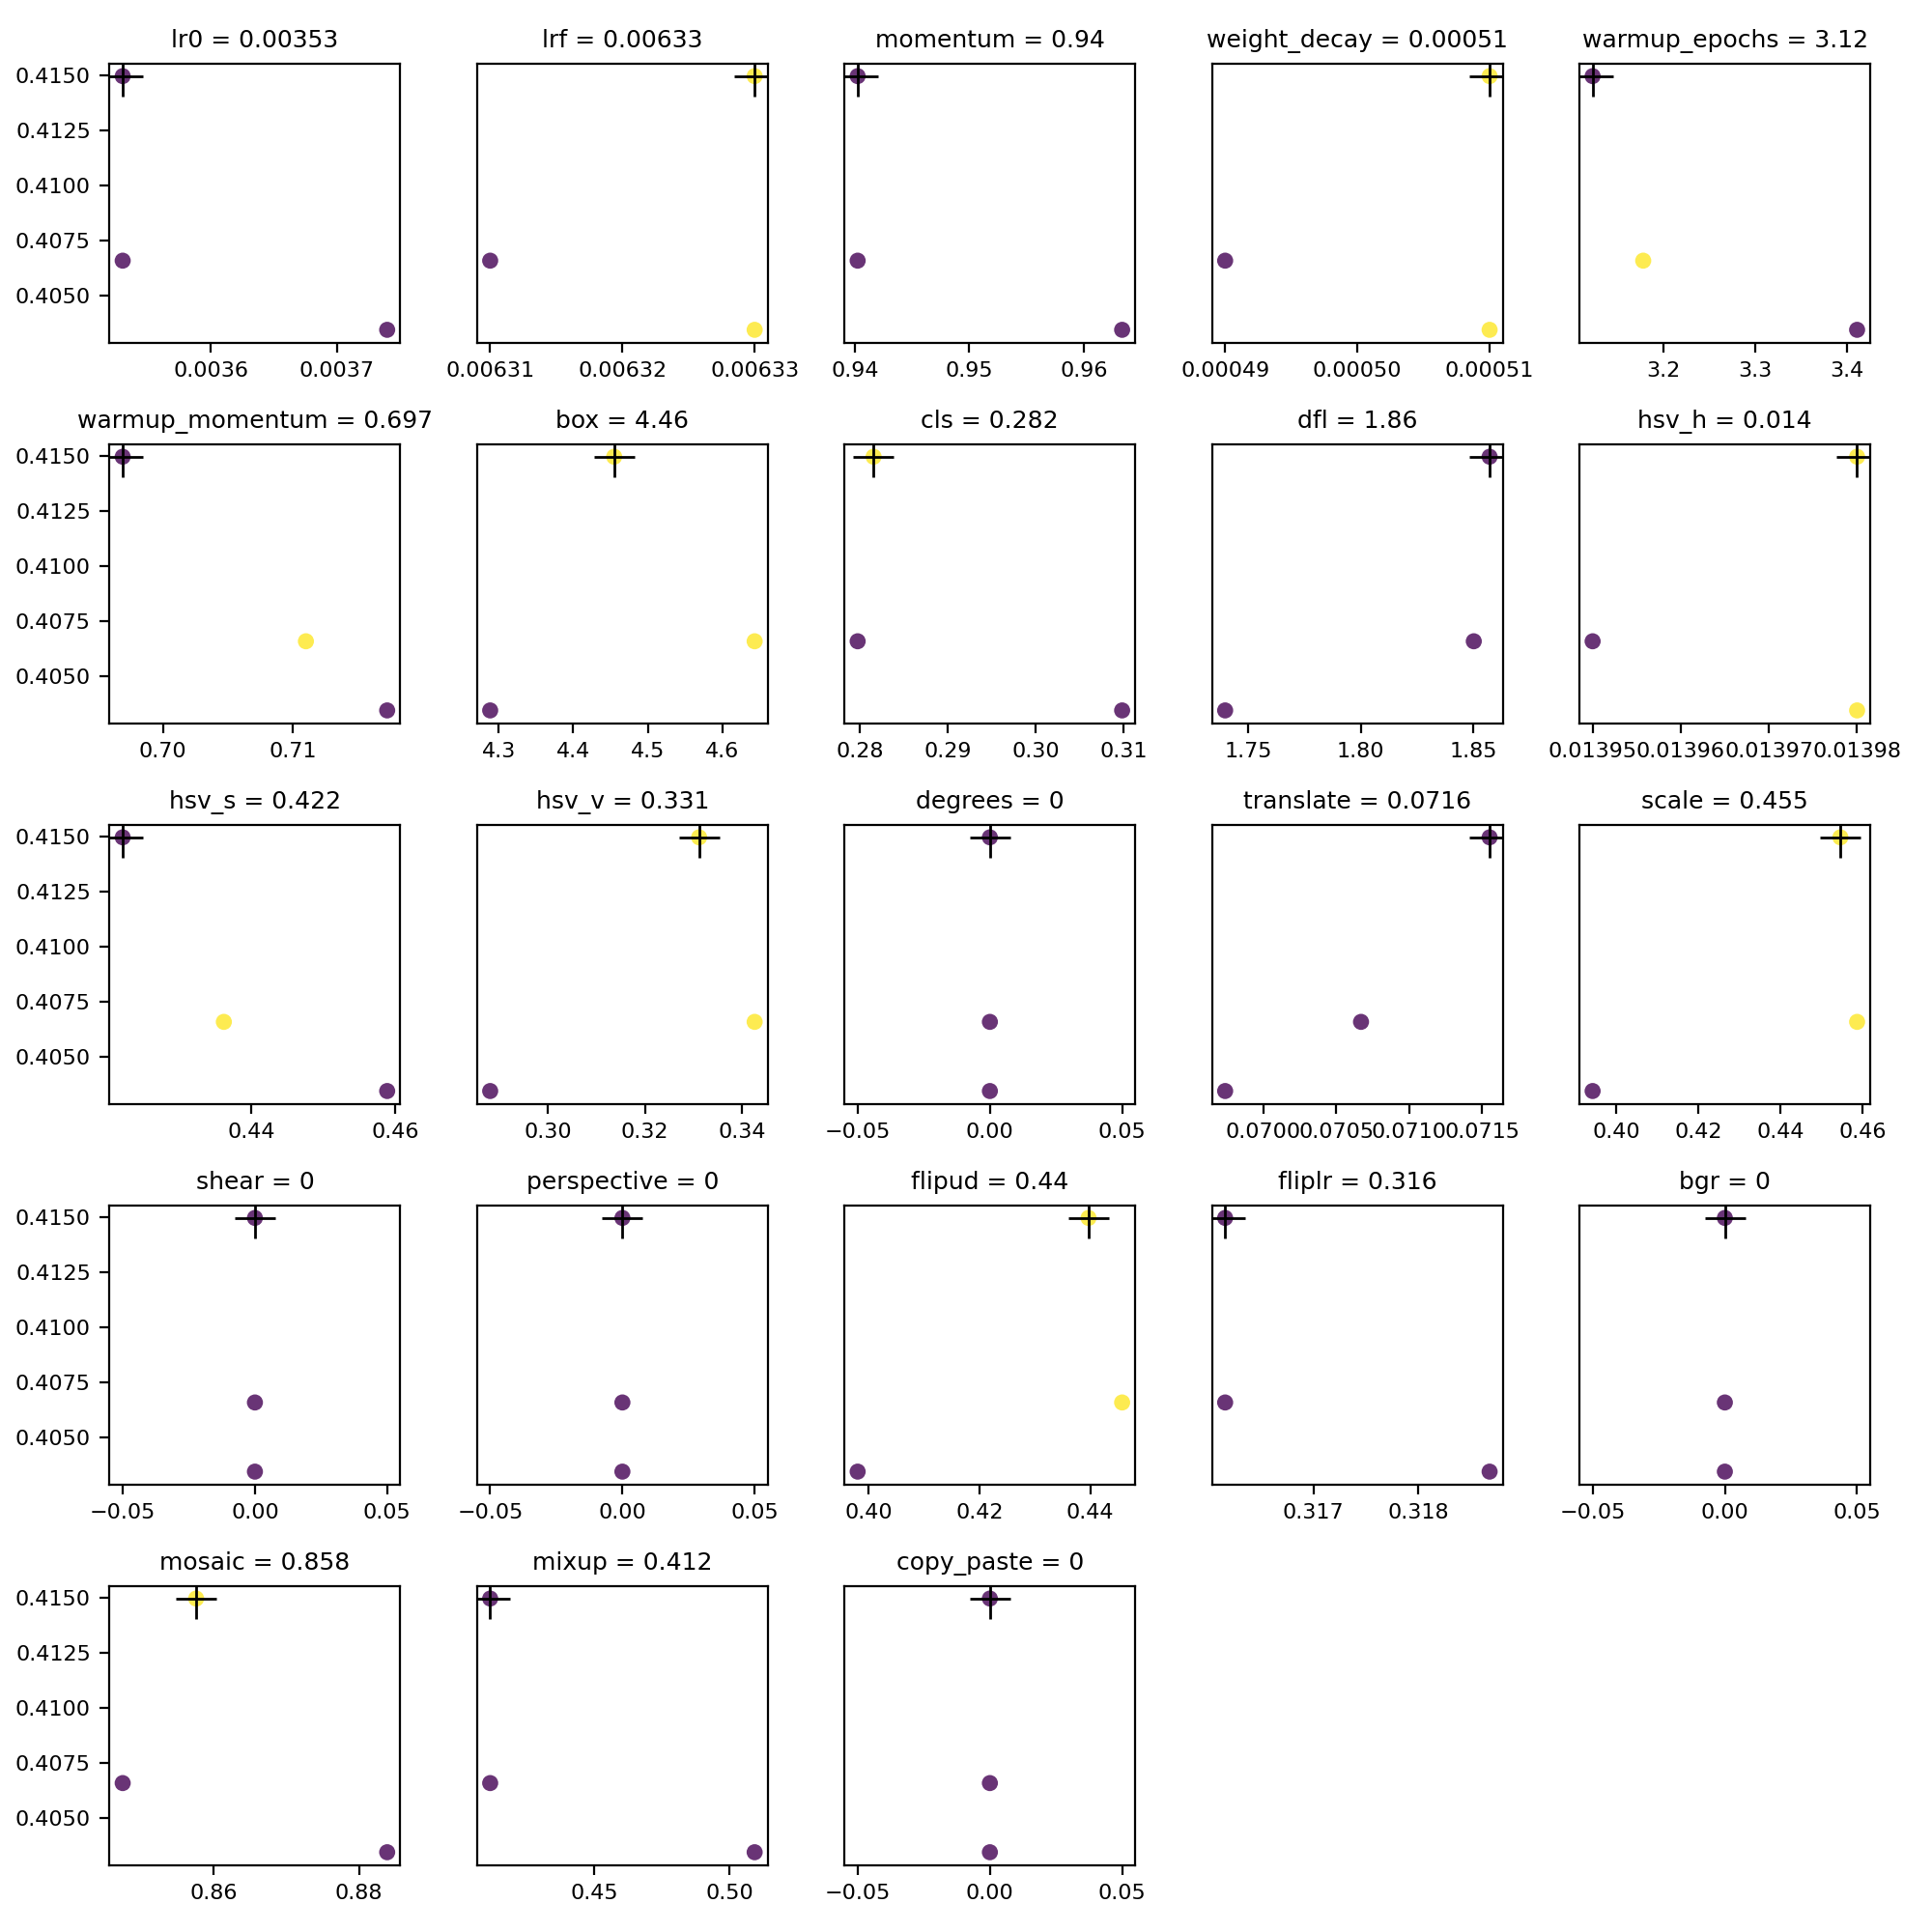 lr0 = 0.00353 lrf = 0.00633 momentum = 0.94 weight_decay = 0.00051 warmup_epochs = 3.12
0.4150
0.4125
0.4100
0.4075
0.4050
0.0036 0.0037 0.00631 0.00632 0.00633 0.94 0.95 0.96 0.00049 0.00050 0.00051 3.2 3.3 3.4
warmup_momentum = 0.697 box = 4.46 cls = 0.282 dfl = 1.86 hsv_h = 0.014
0.4150
0.4125
0.4100
0.4075
0.4050
0.70 0.71 4.3 4.4 4.5 4.6 0.28 0.29 0.30 0.31 1.75 1.80 1.85 0.01395 0.01396 0.01397 0.01398
hsv_s = 0.422 hsv_v = 0.331 degrees = 0 translate = 0.0716 scale = 0.455
0.4150
0.4125
0.4100
0.4075
0.4050
0.44 0.46 0.30 0.32 0.34 −0.05 0.00 0.05 0.0700 0.0705 0.0710 0.0715 0.40 0.42 0.44 0.46
shear = 0 perspective = 0 flipud = 0.44 fliplr = 0.316 bgr = 0
0.4150
0.4125
0.4100
0.4075
0.4050
−0.05 0.00 0.05 −0.05 0.00 0.05 0.40 0.42 0.44 0.317 0.318 −0.05 0.00 0.05
mosaic = 0.858 mixup = 0.412 copy_paste = 0
0.4150
0.4125
0.4100
0.4075
0.4050
0.86 0.88 0.45 0.50 −0.05 0.00 0.05